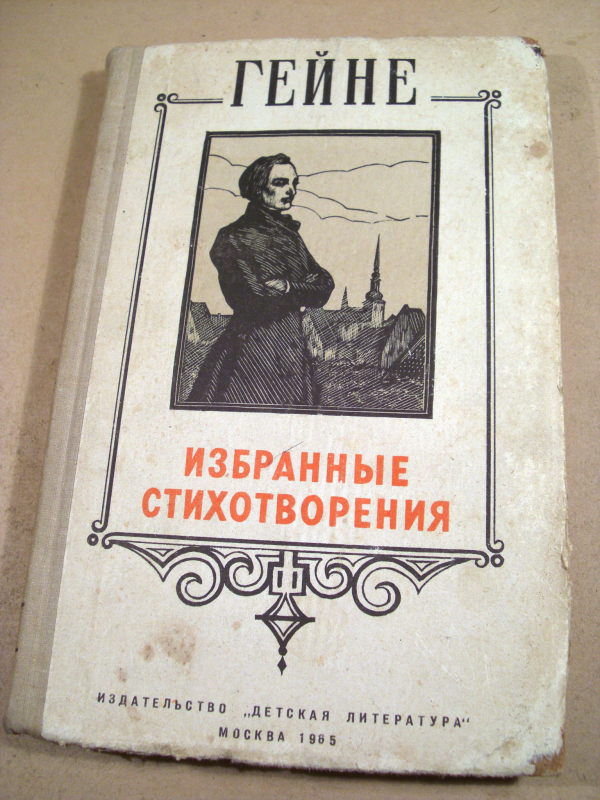 ГЕЙНЕ
ИЗБРАННЫЕ
СТИХОТВОРЕНИЯ
ИЗДАТЕЛЬСТВО „ДЕТСКАЯ ЛИТЕРАТУРА“
МОСКВА 1965